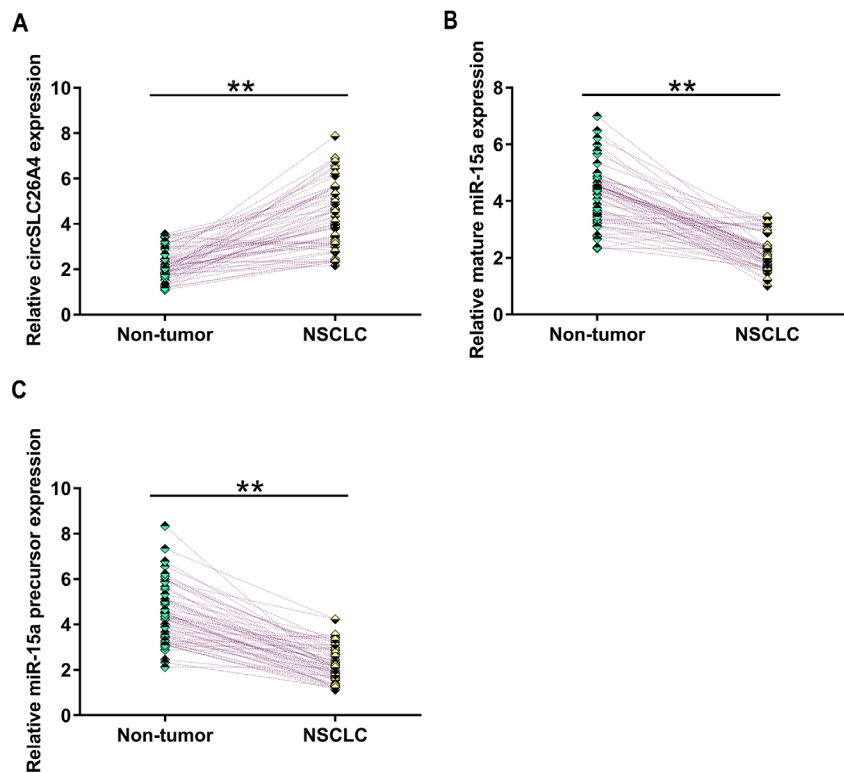 A
Relative circSLC26A4 expression
10
8
6
4
2
0
**
Non-tumor NSCLC
B
Relative mature miR-15a expression
8
6
4
2
0
**
Non-tumor NSCLC
C
Relative miR-15a precursor expression
10
8
6
4
2
0
**
Non-tumor NSCLC